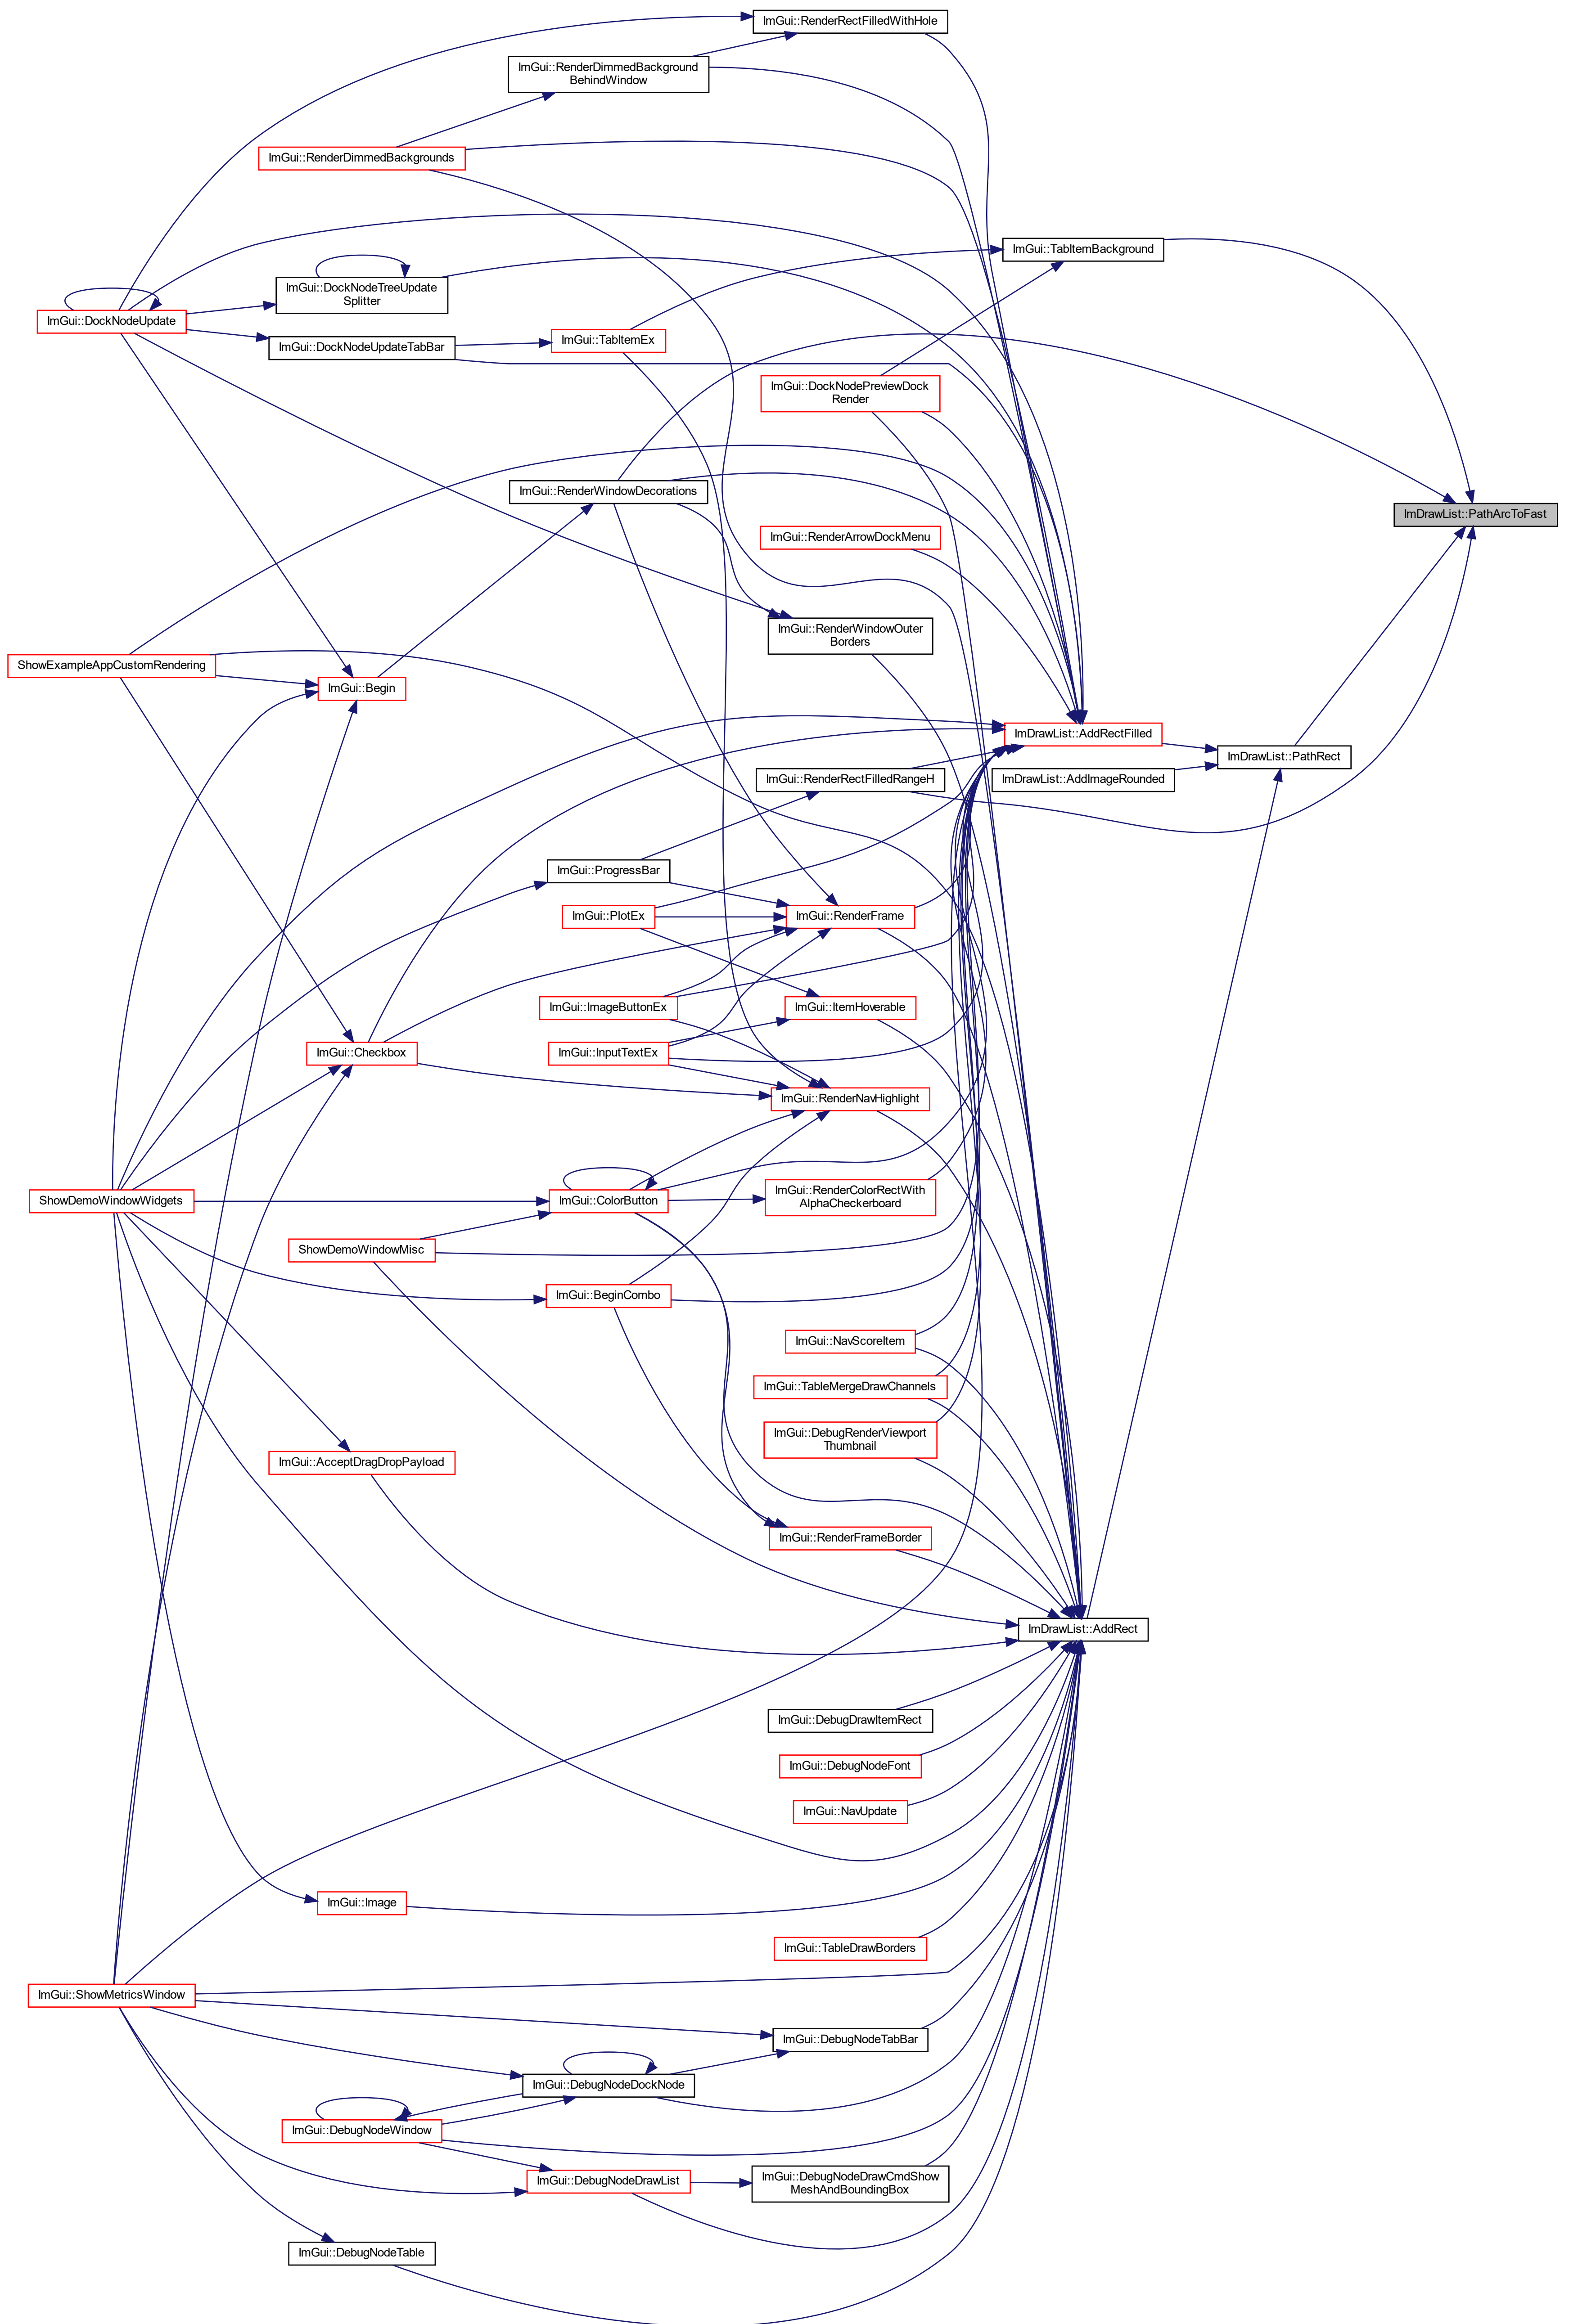 ImGui::RenderRectFilledWithHole
ImGui::RenderDimmedBackground
BehindWindow
ImGui::RenderDimmedBackgrounds
ImGui::TabItemBackground
ImGui::DockNodeTreeUpdate
Splitter
ImGui::DockNodeUpdate
ImGui::DockNodeUpdateTabBar
ImGui::TabItemEx
ImGui::DockNodePreviewDock
Render
ImGui::RenderWindowDecorations
ImDrawList::PathArcToFast
ImGui::RenderArrowDockMenu
ImGui::RenderWindowOuter
Borders
ShowExampleAppCustomRendering
ImGui::Begin
ImDrawList::AddRectFilled
ImDrawList::PathRect
ImGui::RenderRectFilledRangeH
ImDrawList::AddImageRounded
ImGui::ProgressBar
ImGui::PlotEx
ImGui::RenderFrame
ImGui::ImageButtonEx
ImGui::ItemHoverable
ImGui::Checkbox
ImGui::InputTextEx
ImGui::RenderNavHighlight
ShowDemoWindowWidgets
ImGui::ColorButton
ImGui::RenderColorRectWith
AlphaCheckerboard
ShowDemoWindowMisc
ImGui::BeginCombo
ImGui::NavScoreItem
ImGui::TableMergeDrawChannels
ImGui::DebugRenderViewport
Thumbnail
ImGui::AcceptDragDropPayload
ImGui::RenderFrameBorder
ImDrawList::AddRect
ImGui::DebugDrawItemRect
ImGui::DebugNodeFont
ImGui::NavUpdate
ImGui::Image
ImGui::TableDrawBorders
ImGui::ShowMetricsWindow
ImGui::DebugNodeTabBar
ImGui::DebugNodeDockNode
ImGui::DebugNodeWindow
ImGui::DebugNodeDrawList
ImGui::DebugNodeDrawCmdShow
MeshAndBoundingBox
ImGui::DebugNodeTable